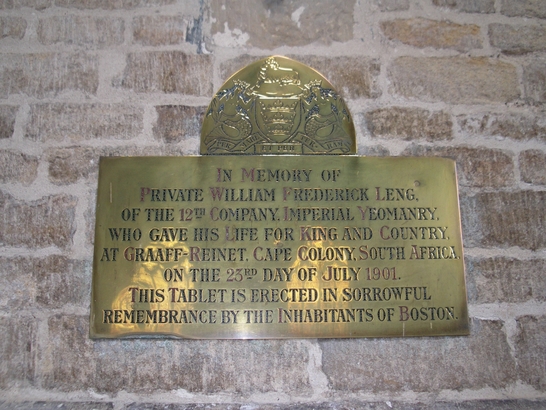 IN MEMORY OF
PRIVATE WILLIAM FREDERICK LENG,
OF THE 12TH COMPANY, IMPERIAL YEOMANRY,
WHO GAVE HIS LIFE FOR KING AND COUNTRY,
AT GRAAFF-REINET, CAPE COLONY, SOUTH AFRICA,
ON THE 23RD DAY OF JULY 1901.
THIS TABLET IS ERECTED IN SORROWFUL
REMEMBRANCE BY THE INHABITANTS OF BOSTON.